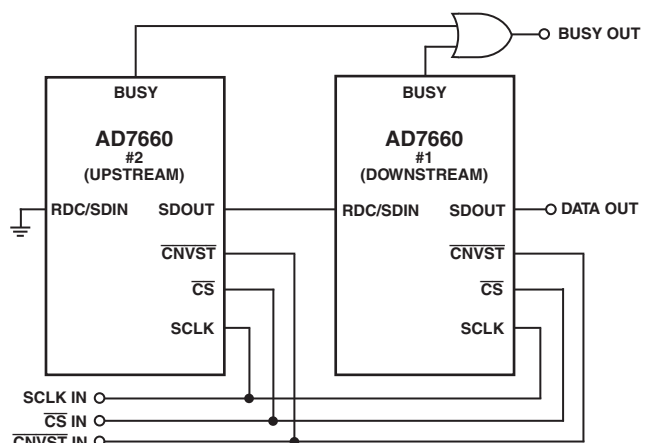 BUSY OUT
BUSY
AD7660
#2
(UPSTREAM)
RDC/SDIN SDOUT
CNVST
CS
SCLK
BUSY
AD7660
#1
(DOWNSTREAM)
RDC/SDIN SDOUT
CNVST
CS
SCLK
DATA OUT
SCLK IN
CS IN
CNVST IN